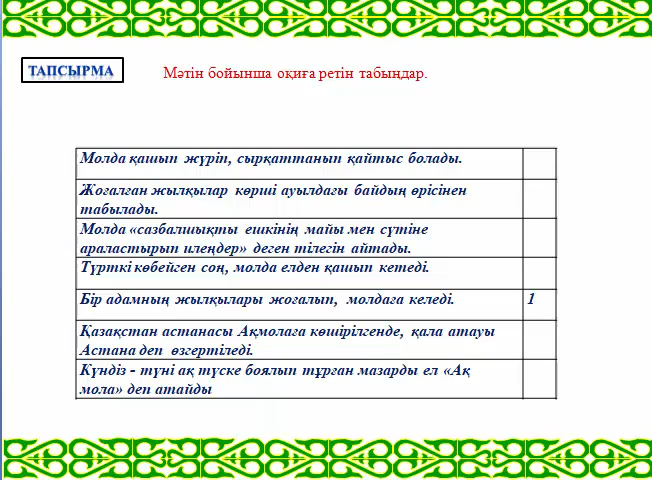 ТАПСЫРМА
Мәтін бойынша оқиға ретін табыңдар.
Молда қашып жүріп, сырқаттанып қайтыс болады.
Жоғалған жылқылар көрші ауылдағы байдың өрісінен
табылады.
Молда «сазбалшықты ешкінің майы мен сүтіне
араластырып илеңдер» деген тілегін айтады.
Түрткі көбейген соң, молда елден қашып кетеді.
Бір адамның жылқылары жоғалып, молдаға келеді. 1
Қазақстан астанасы Ақмолаға көшірілгенде, қала атауы
Астана деп өзгертіледі.
Күндіз - түні ақ түске боялып тұрған мазарды ел «Ақ
мола» деп атайды